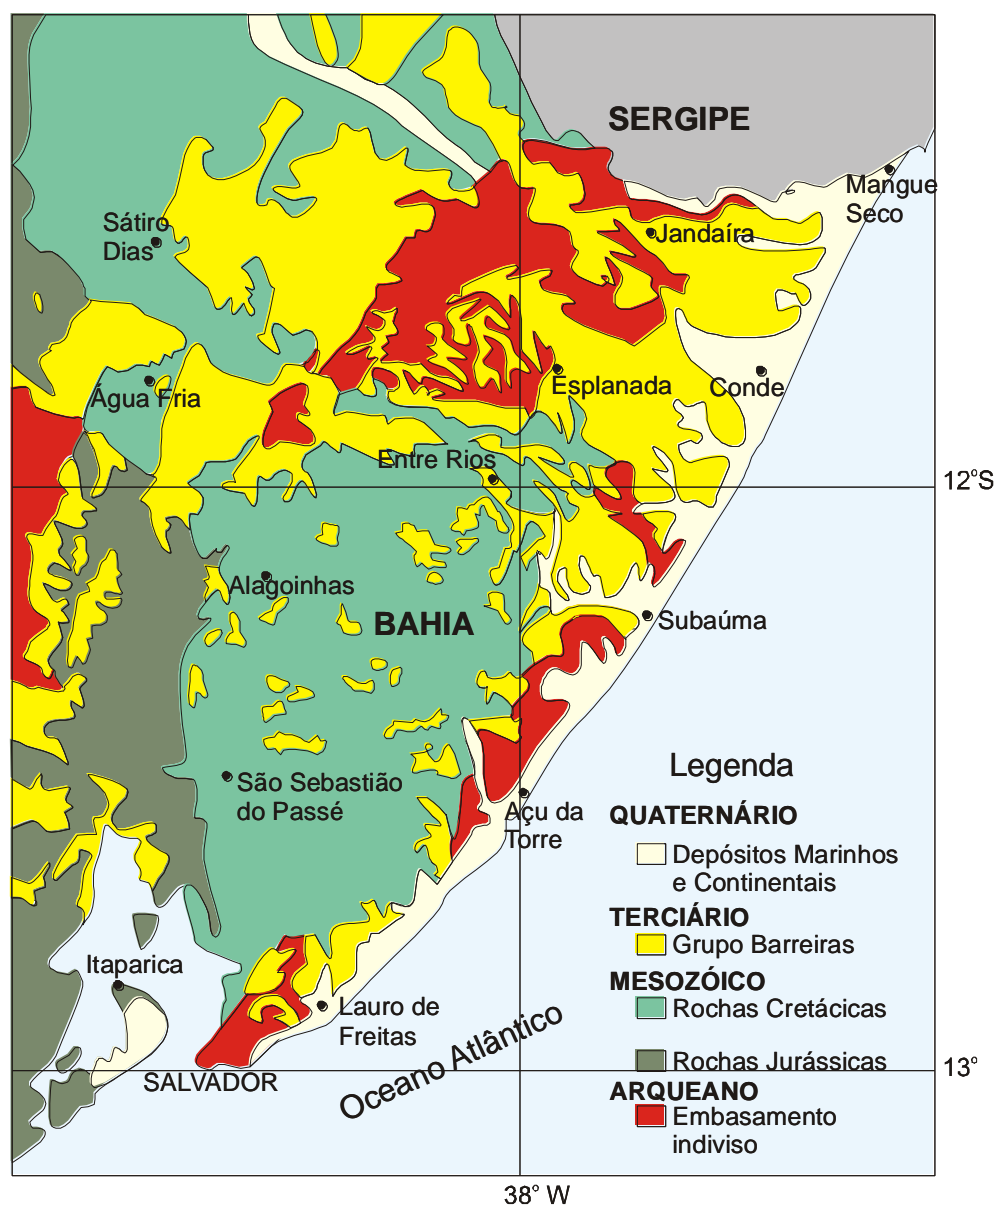 SERGIPE
Mangue
Seco
Sátiro
Dias
Jandaíra
Esplanada
Conde
Água Fria
Entre Rios
12°S
Alagoinhas
BAHIA
Subaúma
Legenda
São Sebastião
do Passé
Açu da
Torre
QUATERNÁRIO
Depósitos Marinhos
e Continentais
TERCIÁRIO
Grupo Barreiras
MESOZÓICO
Rochas Cretácicas
Rochas Jurássicas
ARQUEANO
Embasamento
indiviso
Itaparica
Lauro de
Freitas
Oceano Atlântico
SALVADOR
13°
38° W